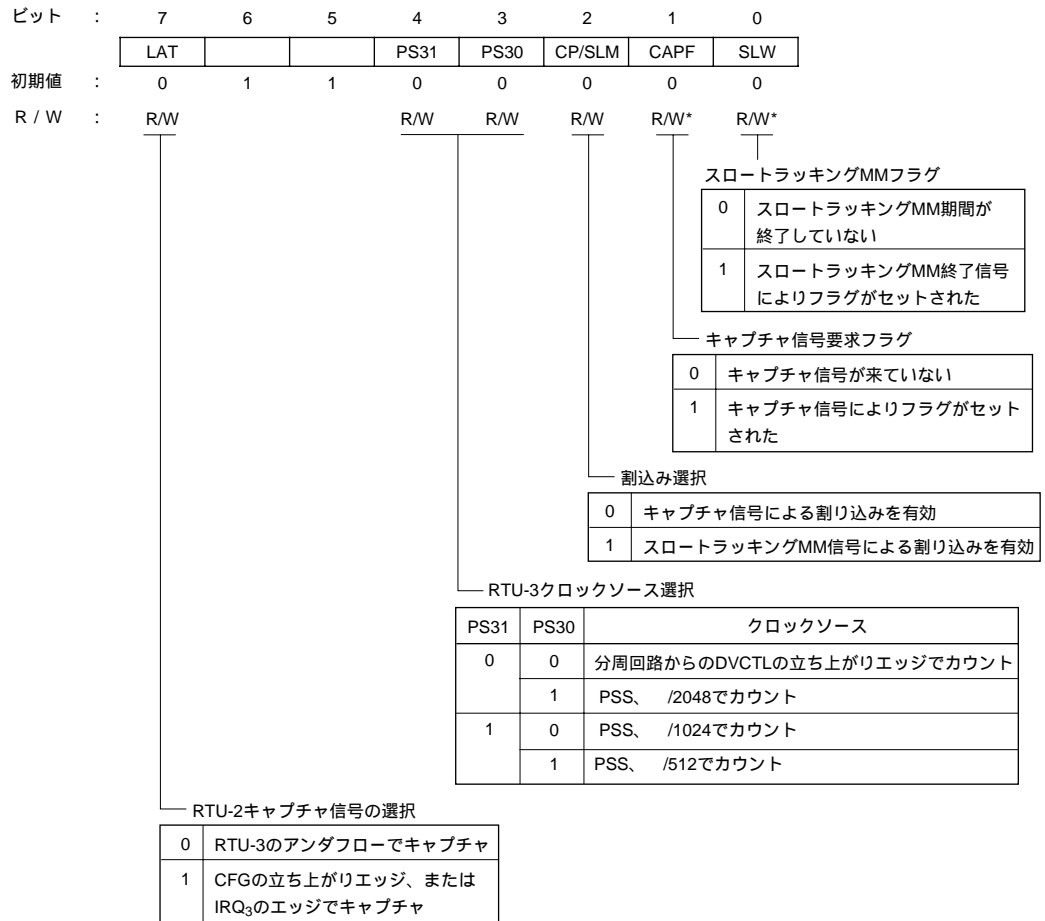 ビット : 7 6 5 4 3 2 1 0
LAT PS31 PS30 CP/SLM CAPF SLW
初期値 : 0 1 1 0 0 0 0 0
R / W : R/W R/W R/W R/W R/W* R/W*
スロートラッキングMMフラグ
0 スロートラッキングMM期間が
終了していない
1 スロートラッキングMM終了信号
によりフラグがセットされた
キャプチャ信号要求フラグ
0 キャプチャ信号が来ていない
1 キャプチャ信号によりフラグがセット
された
割込み選択
0 キャプチャ信号による割り込みを有効
1 スロートラッキングMM信号による割り込みを有効
RTU-3クロックソース選択
PS31 PS30 クロックソース
0 0 分周回路からのDVCTLの立ち上がりエッジでカウント
1 PSS、 /2048でカウント
1 0 PSS、 /1024でカウント
1 PSS、 /512でカウント
RTU-2キャプチャ信号の選択
0 RTU-3のアンダフローでキャプチャ
1 CFGの立ち上がりエッジ、または
IRQ₃のエッジでキャプチャ